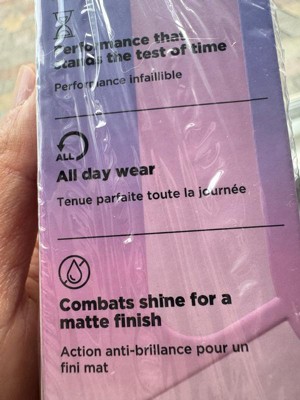 Performance that
stands the test of time
Performance infaillible
ALL
All day wear
Tenue parfaite toute la journée
Combats shine for a
matte finish
Action anti-brillance pour un
fini mat